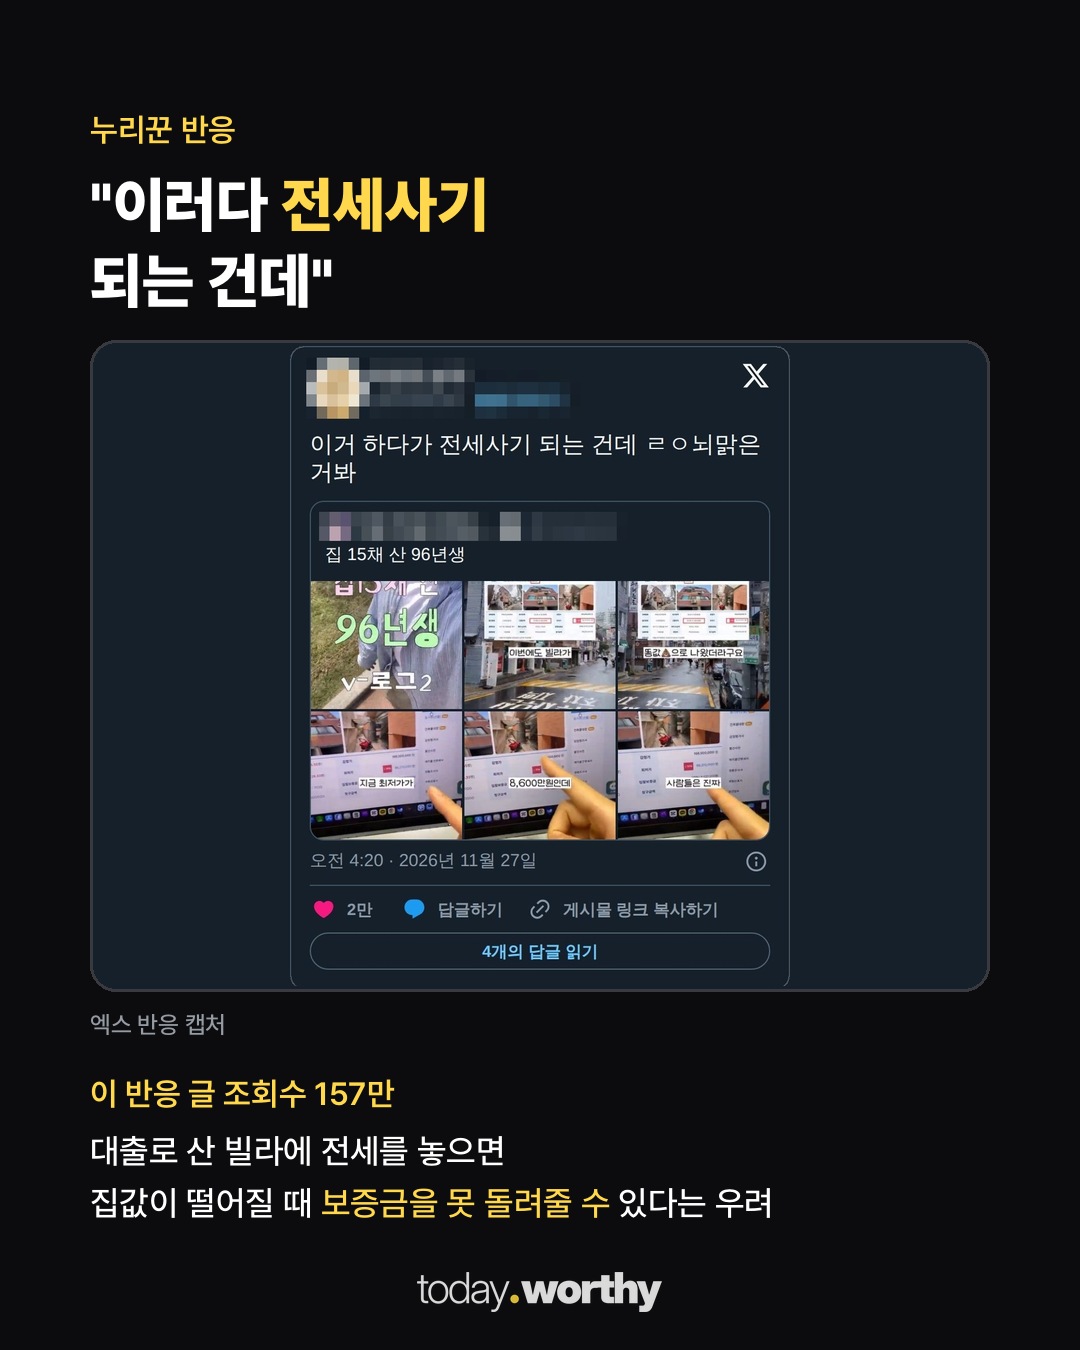 누리꾼 반응
"이러다 전세사기
되는 건데"
이거 하다가 전세사기 되는 건데 ㄹㅇ뇌맑은
거봐
집 15채 산 96년생
집15채 산
96년생
v-로그2
이번에도 빌라가
똥값💩으로 나왔더라구요
지금 최저가가
8,600만원인데
사람들은 진짜
오전 4:20 · 2026년 11월 27일
2만 답글하기 게시물 링크 복사하기
4개의 답글 읽기
엑스 반응 캡처
이 반응 글 조회수 157만
대출로 산 빌라에 전세를 놓으면
집값이 떨어질 때 보증금을 못 돌려줄 수 있다는 우려
today.worthy